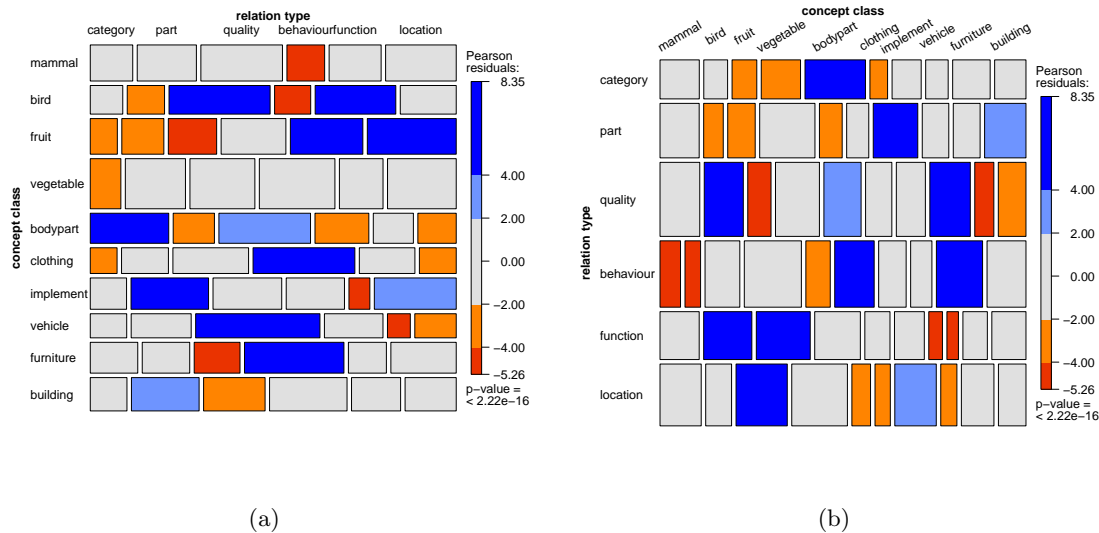 relation type
category part quality behaviour function location
concept class
mammal
bird
fruit
vegetable
bodypart
clothing
implement
vehicle
furniture
building
Pearson
residuals:
8.35
4.00
2.00
0.00
−2.00
−4.00
−5.26
p−value =
< 2.22e−16
(a)
concept class
mammal bird fruit vegetable bodypart clothing implement vehicle furniture building
relation type
category
part
quality
behaviour
function
location
Pearson
residuals:
8.35
4.00
2.00
0.00
−2.00
−4.00
−5.26
p−value =
< 2.22e−16
(b)